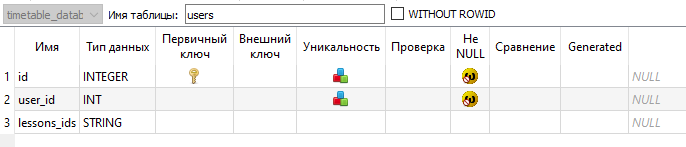 timetable_datab Имя таблицы: users WITHOUT ROWID
Имя Тип данных Первичный ключ Внешний ключ Уникальность Проверка Не NULL Сравнение Generated
1 id INTEGER NULL
2 user_id INT NULL
3 lessons_ids STRING NULL